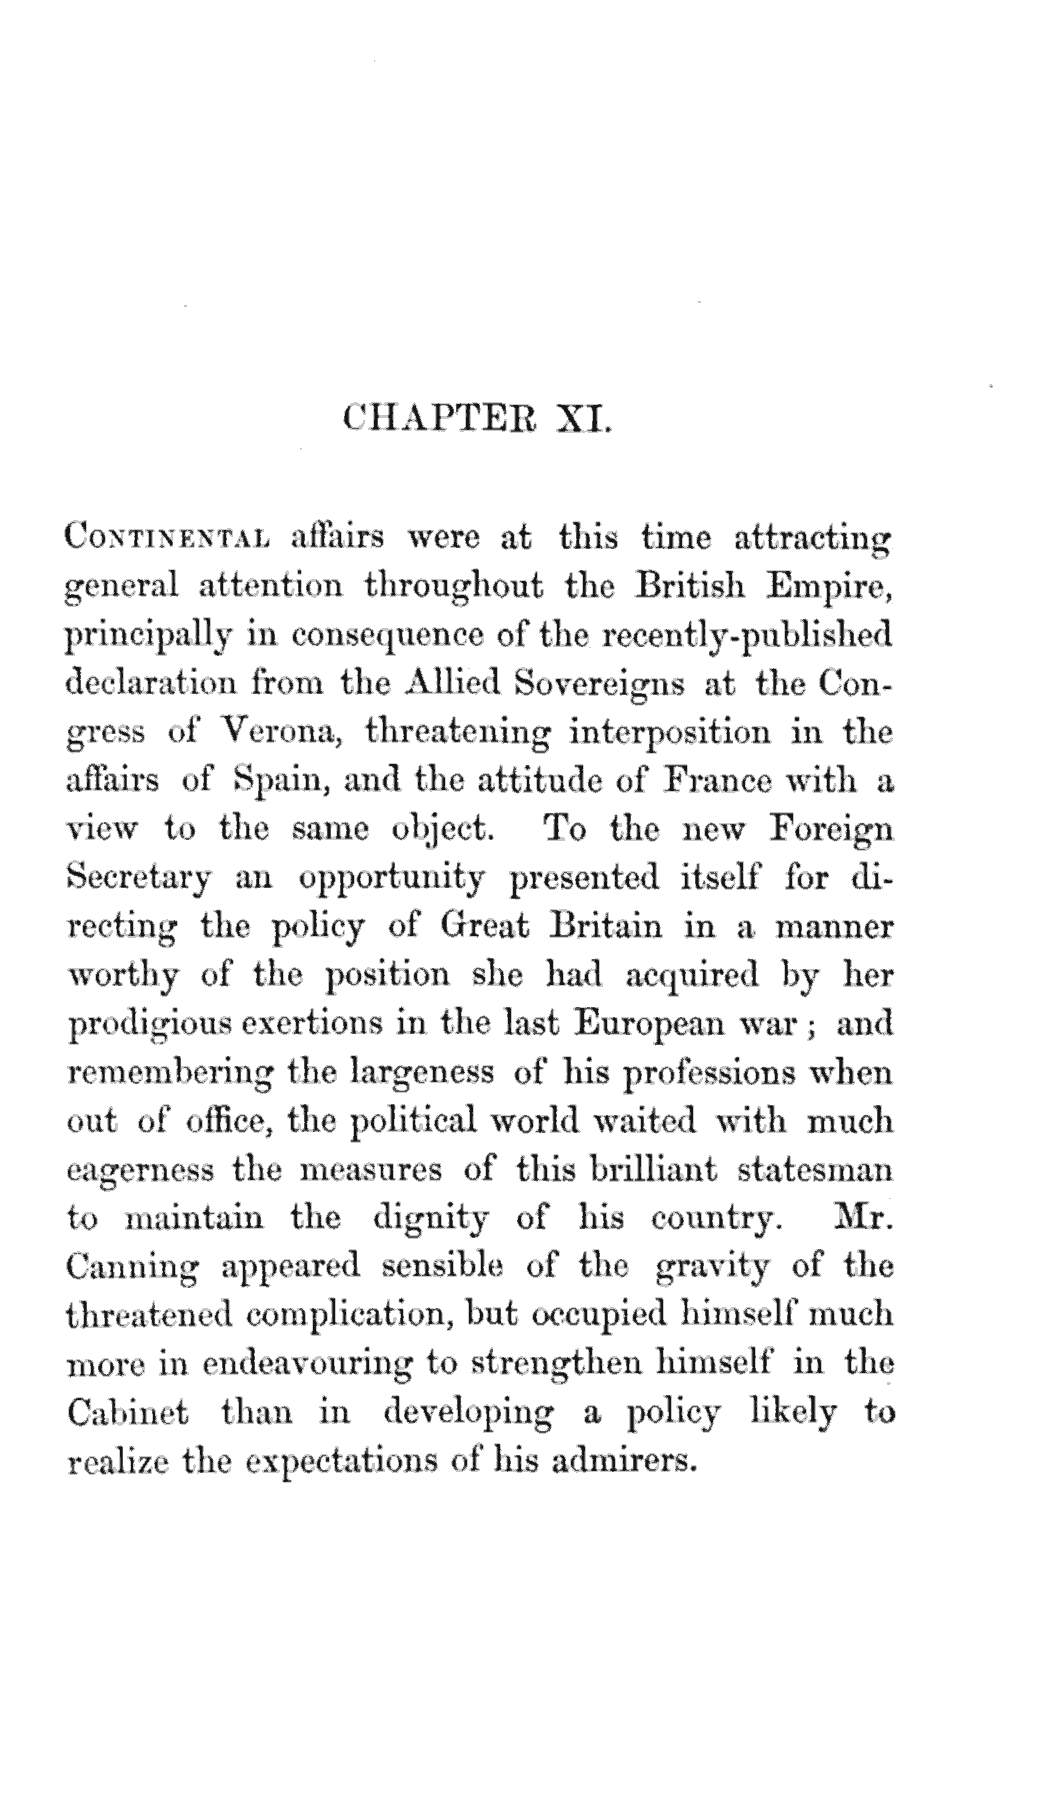 CHAPTER XI.
CONTINENTAL affairs were at this time attracting
general attention throughout the British Empire,
principally in consequence of the recently-published
declaration from the Allied Sovereigns at the Con-
gress of Verona, threatening interposition in the
affairs of Spain, and the attitude of France with a
view to the same object. To the new Foreign
Secretary an opportunity presented itself for di-
recting the policy of Great Britain in a manner
worthy of the position she had acquired by her
prodigious exertions in the last European war; and
remembering the largeness of his professions when
out of office, the political world waited with much
eagerness the measures of this brilliant statesman
to maintain the dignity of his country. Mr.
Canning appeared sensible of the gravity of the
threatened complication, but occupied himself much
more in endeavouring to strengthen himself in the
Cabinet than in developing a policy likely to
realize the expectations of his admirers.